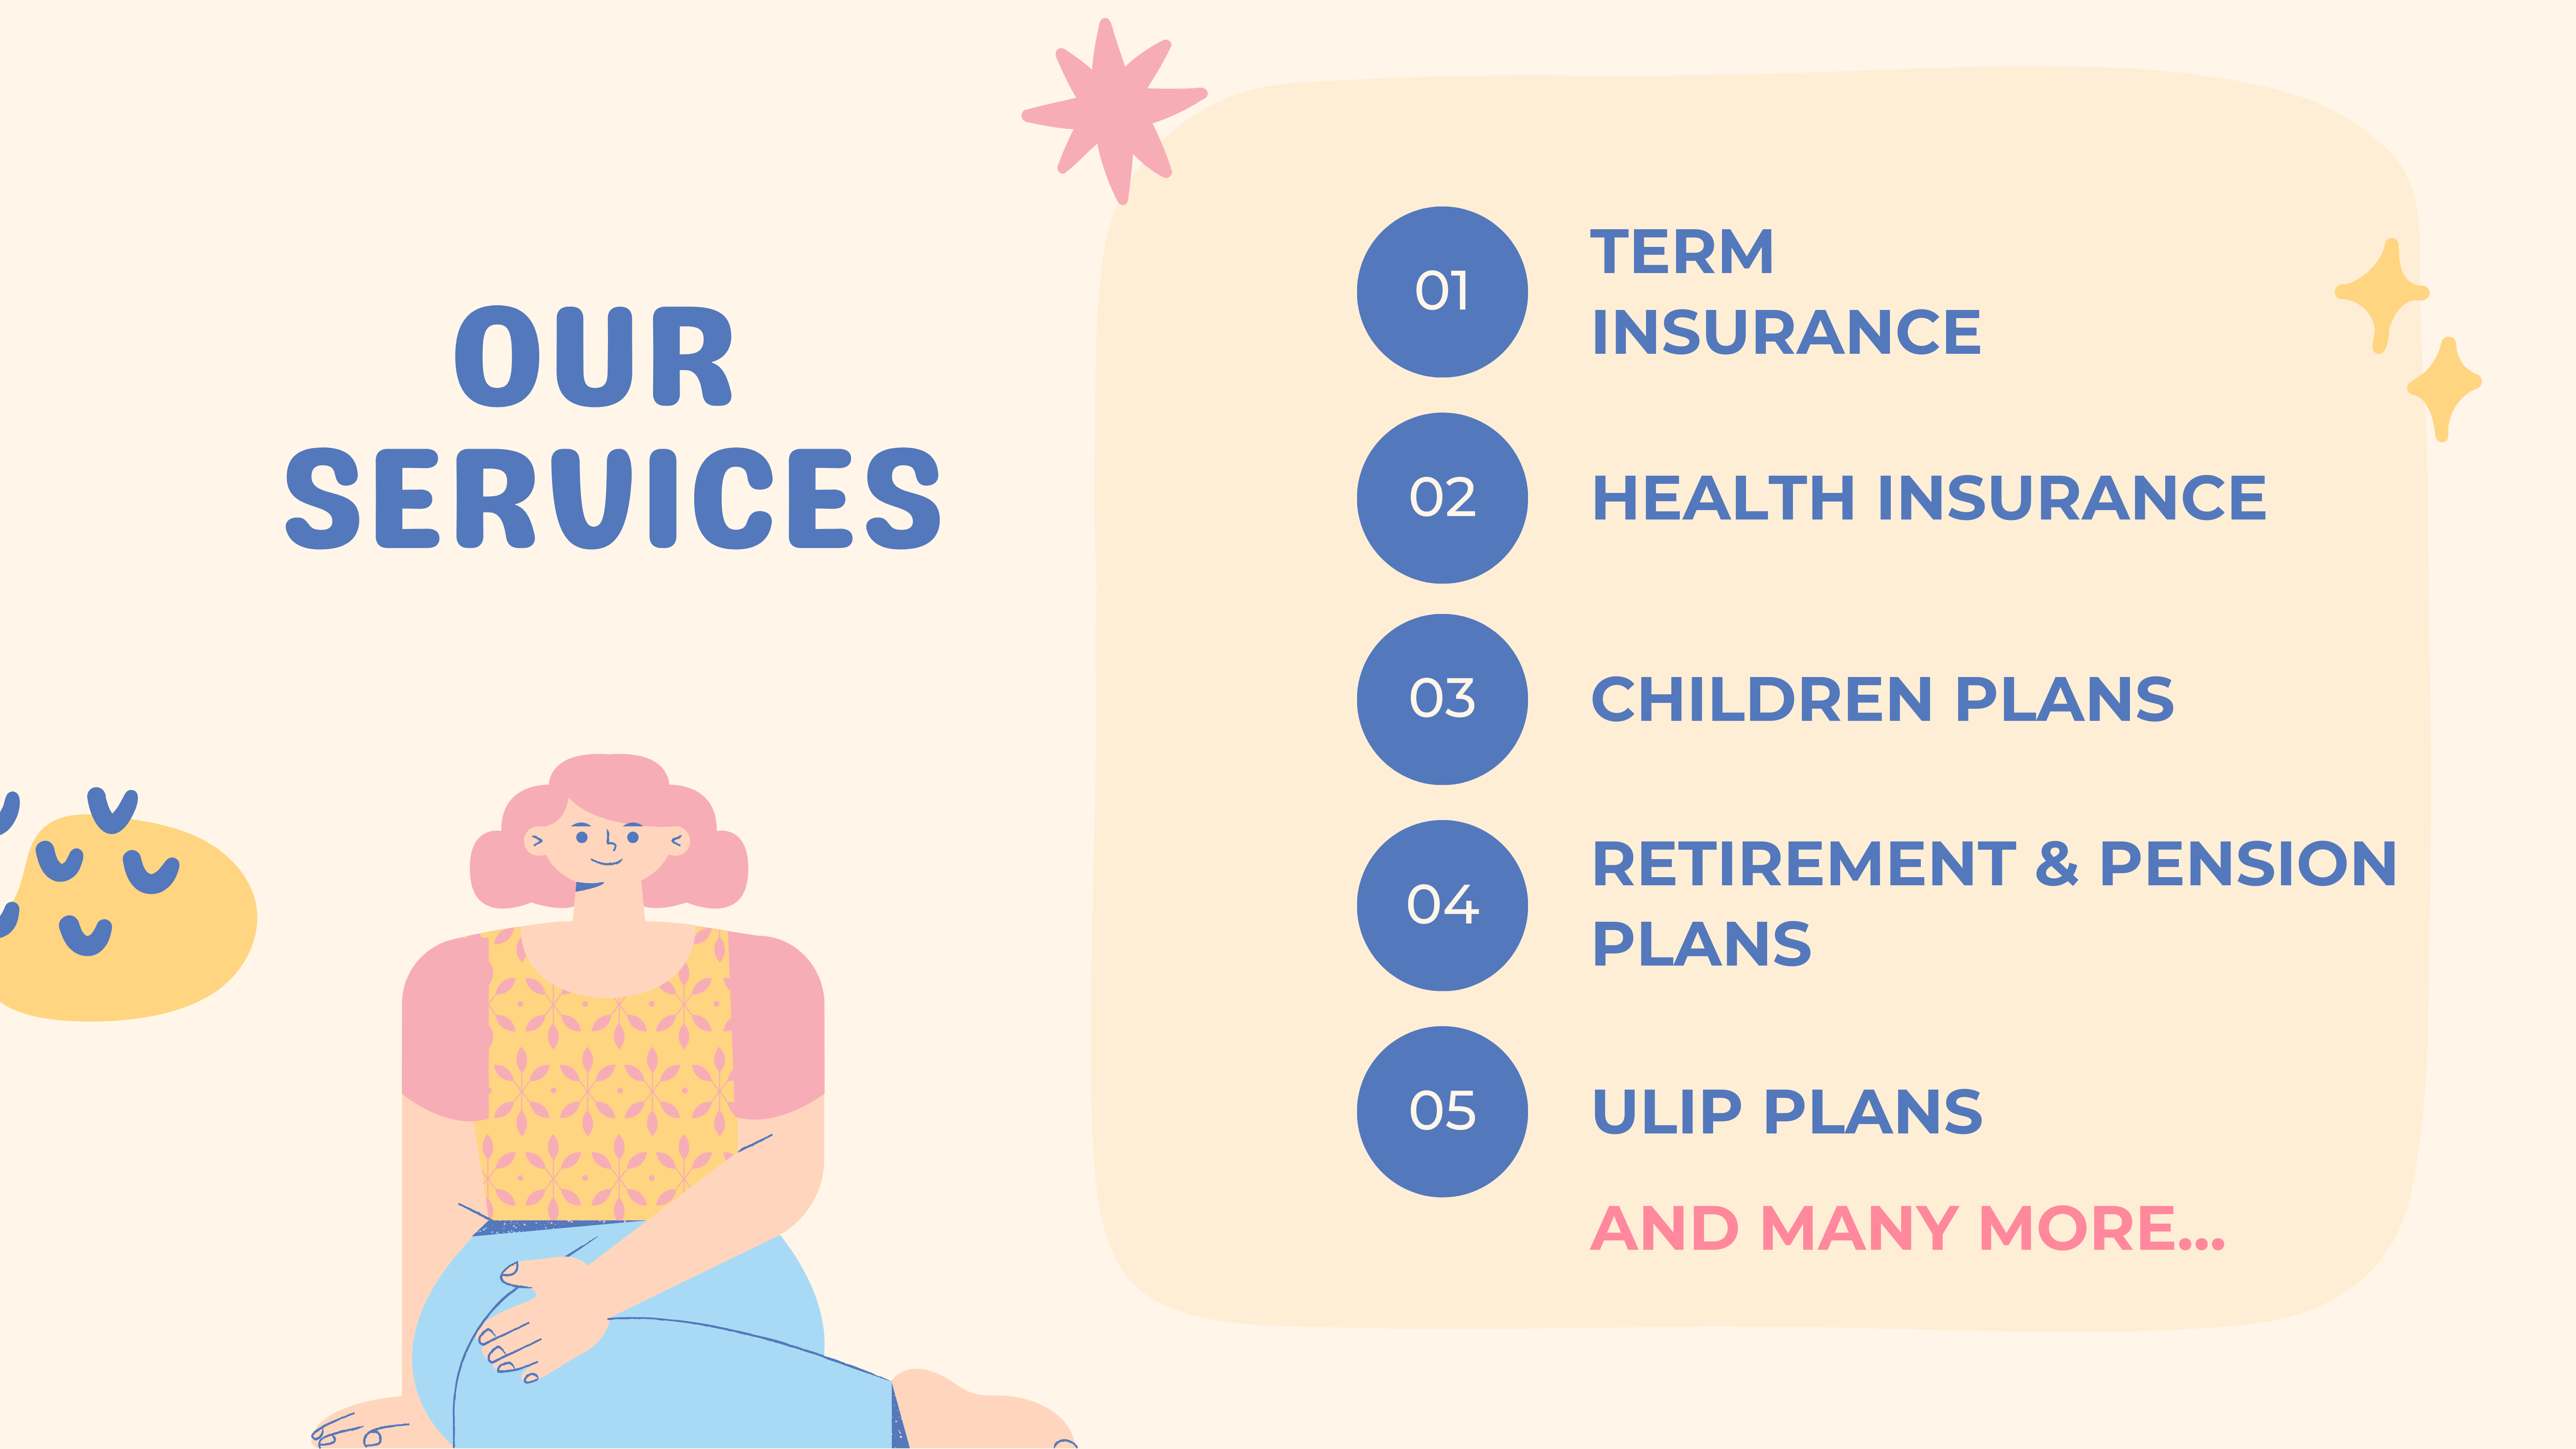 OUR
SERVICES
01
TERM
INSURANCE
02
HEALTH INSURANCE
03
CHILDREN PLANS
04
RETIREMENT & PENSION
PLANS
05
ULIP PLANS
AND MANY MORE...